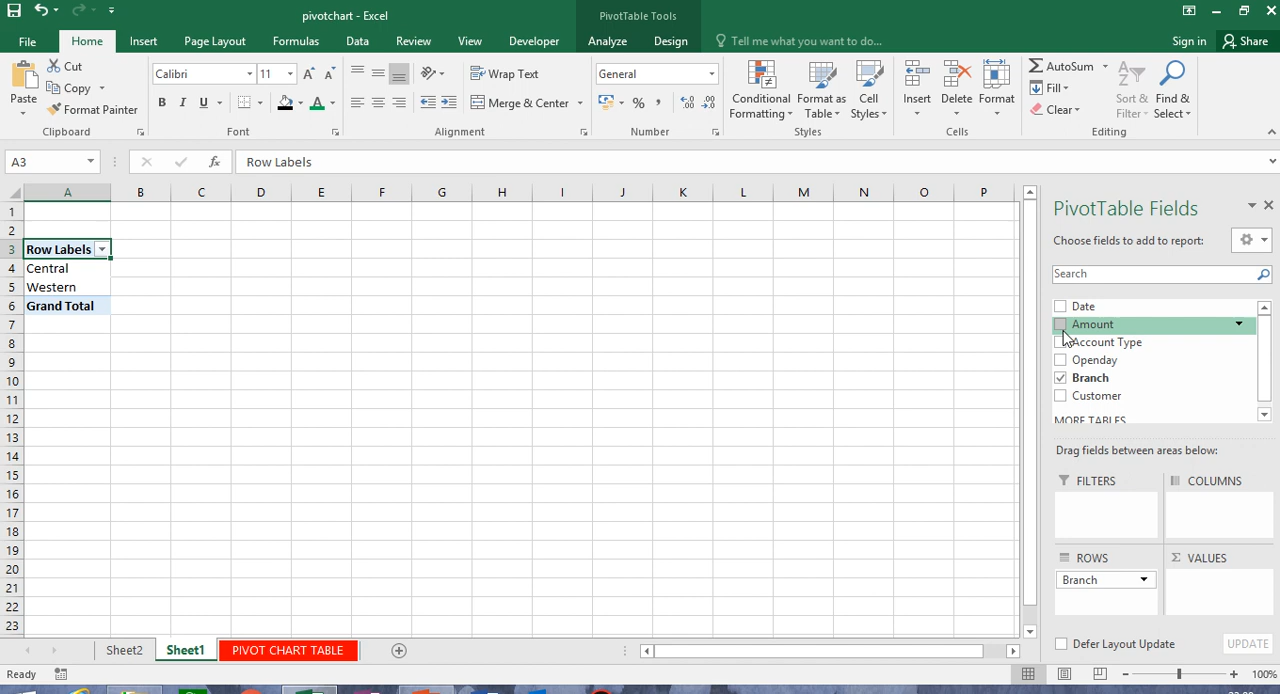 pivotchart - Excel
PivotTable Tools
File Home Insert Page Layout Formulas Data Review View Developer Analyze Design Tell me what you want to do... Sign in Share
Paste
Cut
Copy
Format Painter
Clipboard
Calibri 11
B I U A
Font
Wrap Text
Merge & Center
Alignment
General
%
Number
Conditional Formatting
Format as Table
Cell Styles
Styles
Insert Delete Format
Cells
AutoSum
Fill
Clear
Sort & Filter
Find & Select
Editing
A3 fx Row Labels
A B C D E F G H I J K L M N O P
1
2
3 Row Labels
4 Central
5 Western
6 Grand Total
7
8
9
10
11
12
13
14
15
16
17
18
19
20
21
22
23
PivotTable Fields
Choose fields to add to report:
Search
Date
Amount
Account Type
Openday
Branch
Customer
MORE TABLES
Drag fields between areas below:
FILTERS COLUMNS
ROWS Σ VALUES
Branch
Defer Layout Update UPDATE
Sheet2 Sheet1 PIVOT CHART TABLE
Ready 100%